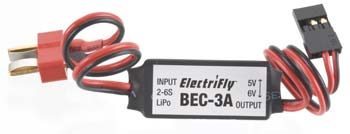 ElectriFly
INPUT
2-6S
LiPo
BEC-3A
5V
6V
OUTPUT